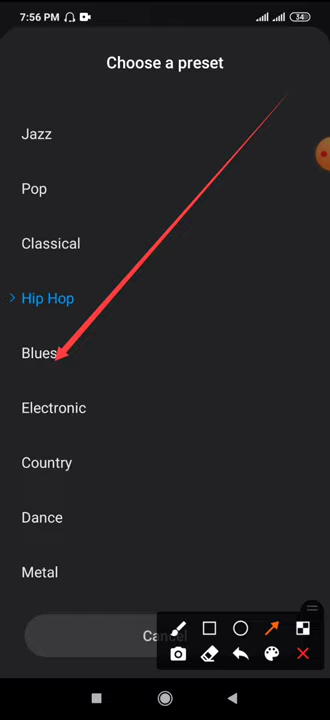 7:56 PM 34
Choose a preset
Jazz
Pop
Classical
Hip Hop
Blues
Electronic
Country
Dance
Metal
Cancel